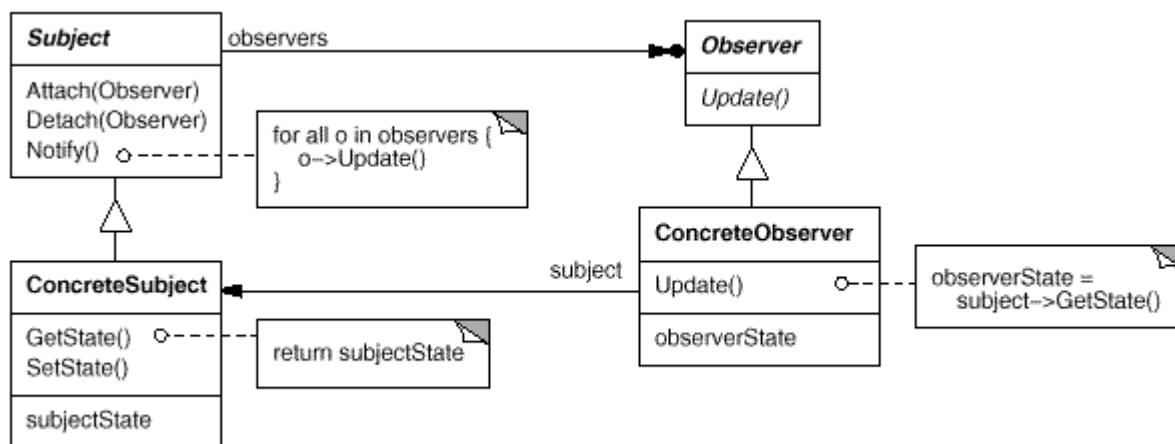 Subject
Attach(Observer)
Detach(Observer)
Notify()
observers
Observer
Update()
for all o in observers {
o->Update()
}
ConcreteSubject
GetState()
SetState()
subjectState
return subjectState
subject
ConcreteObserver
Update()
observerState
observerState =
subject->GetState()